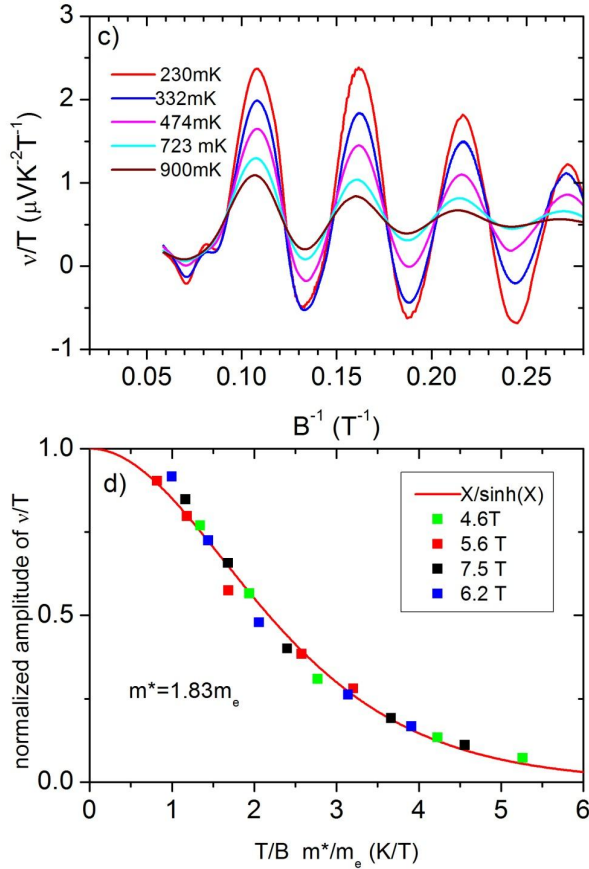 c)
230mK
332mK
474mK
723 mK
900mK
ν/T (μVK⁻²T⁻¹)
3
2
1
0
-1
0.05 0.10 0.15 0.20 0.25
B⁻¹ (T⁻¹)
d)
X/sinh(X)
4.6T
5.6 T
7.5 T
6.2 T
m*=1.83mₑ
normalized amplitude of ν/T
1.0
0.5
0.0
0 1 2 3 4 5 6
T/B m*/mₑ (K/T)